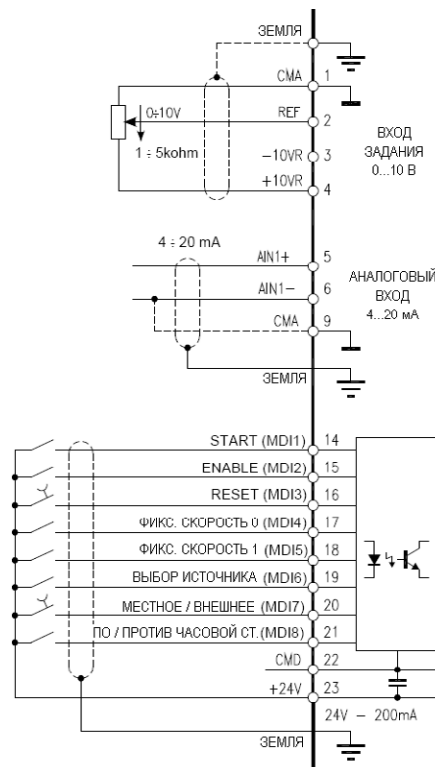 ЗЕМЛЯ
CMA 1
REF 2
0÷10V
1 ÷ 5kohm
–10VR 3
+10VR 4
ВХОД
ЗАДАНИЯ
0...10 В
4 ÷ 20 mA
AIN1+ 5
AIN1– 6
CMA 9
АНАЛОГОВЫЙ
ВХОД
4...20 мА
ЗЕМЛЯ
START (MDI1) 14
ENABLE (MDI2) 15
RESET (MDI3) 16
ФИКС. СКОРОСТЬ 0 (MDI4) 17
ФИКС. СКОРОСТЬ 1 (MDI5) 18
ВЫБОР ИСТОЧНИКА (MDI6) 19
МЕСТНОЕ / ВНЕШНЕЕ (MDI7) 20
ПО / ПРОТИВ ЧАСОВОЙ СТ.(MDI8) 21
CMD 22
+24V 23
24V – 200mA
ЗЕМЛЯ